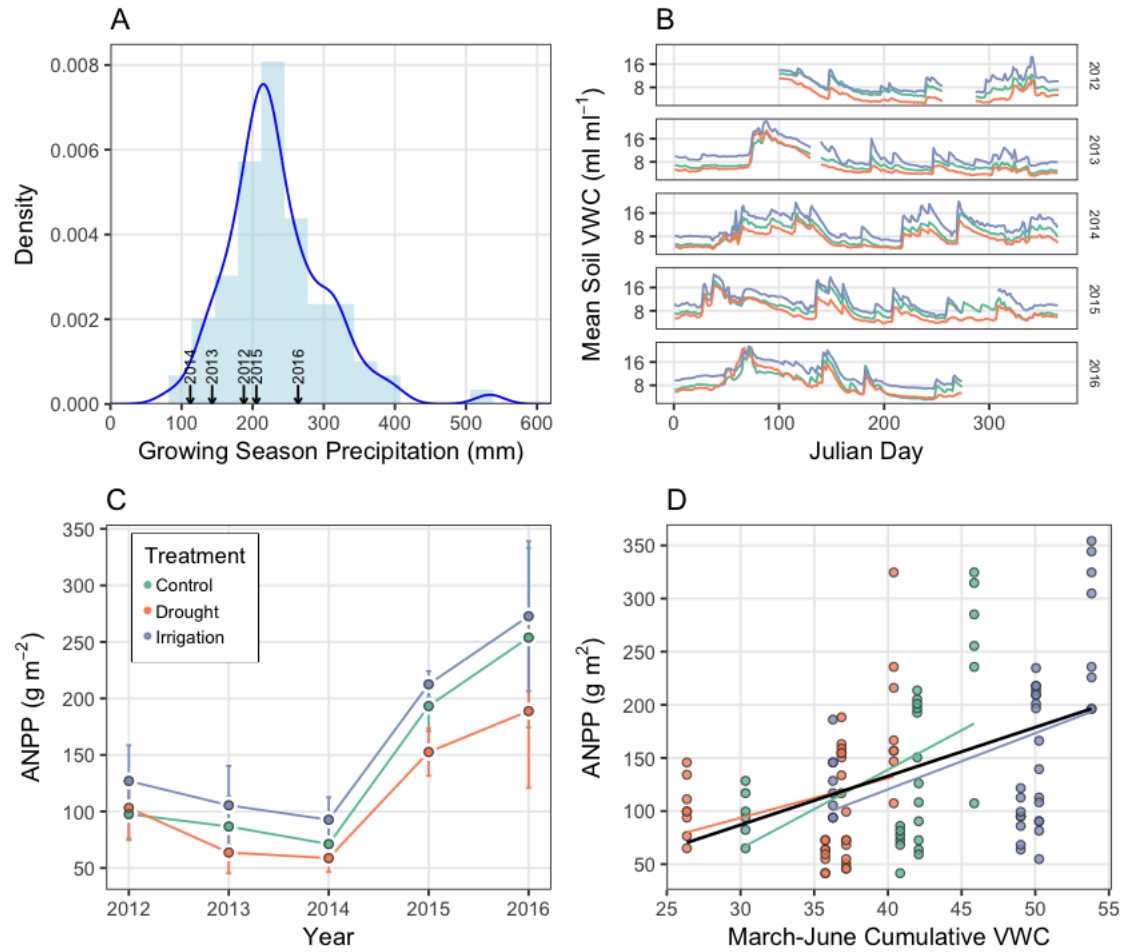 A
0.008
0.006
0.004
0.002
0.000
Density
2014
2013
2012
2015
2016
0 100 200 300 400 500 600
Growing Season Precipitation (mm)
B
16
8
2012
16
8
2013
16
8
2014
16
8
2015
16
8
2016
Mean Soil VWC (ml ml⁻¹)
0 100 200 300
Julian Day
C
350
300
250
200
150
100
50
ANPP (g m⁻²)
Treatment
Control
Drought
Irrigation
2012 2013 2014 2015 2016
Year
D
350
300
250
200
150
100
50
ANPP (g m²)
25 30 35 40 45 50 55
March-June Cumulative VWC